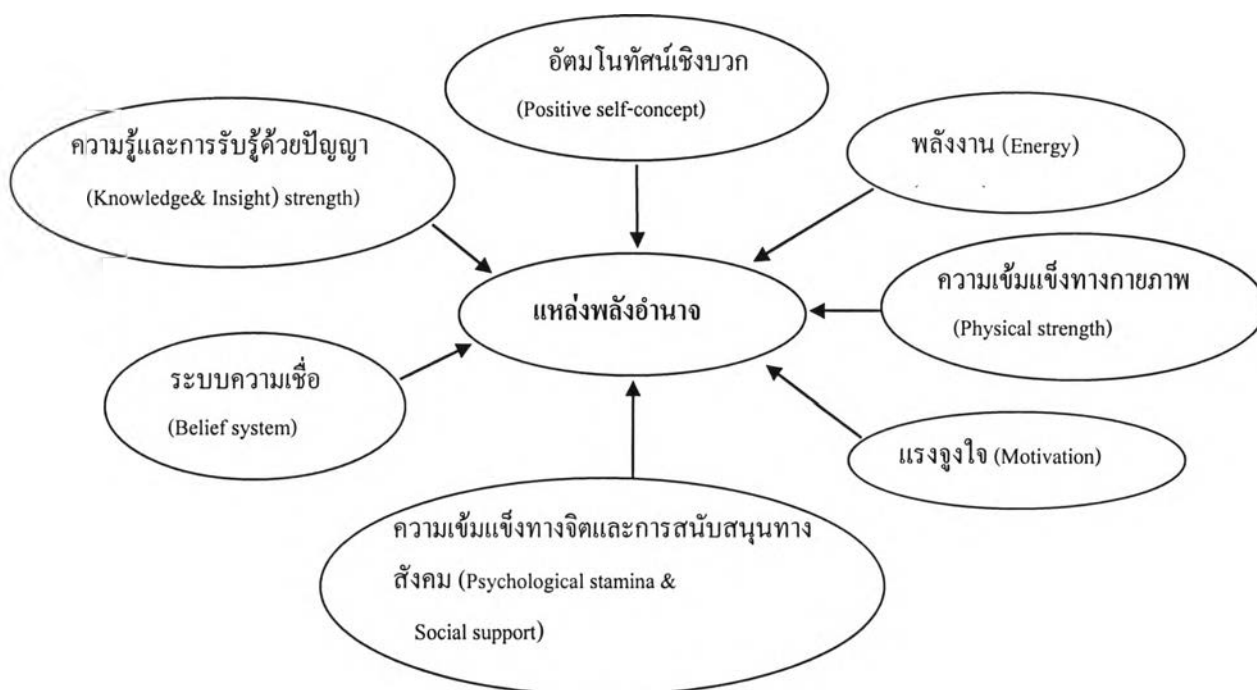 อัตมโนทัศน์เชิงบวก
(Positive self-concept)
ความรู้และการรับรู้ด้วยปัญญา
(Knowledge& Insight) strength)
พลังงาน (Energy)
ความเข้มแข็งทางกายภาพ
(Physical strength)
แหล่งพลังอำนาจ
ระบบความเชื่อ
(Belief system)
แรงจูงใจ (Motivation)
ความเข้มแข็งทางจิตและการสนับสนุนทาง
สังคม (Psychological stamina &
Social support)